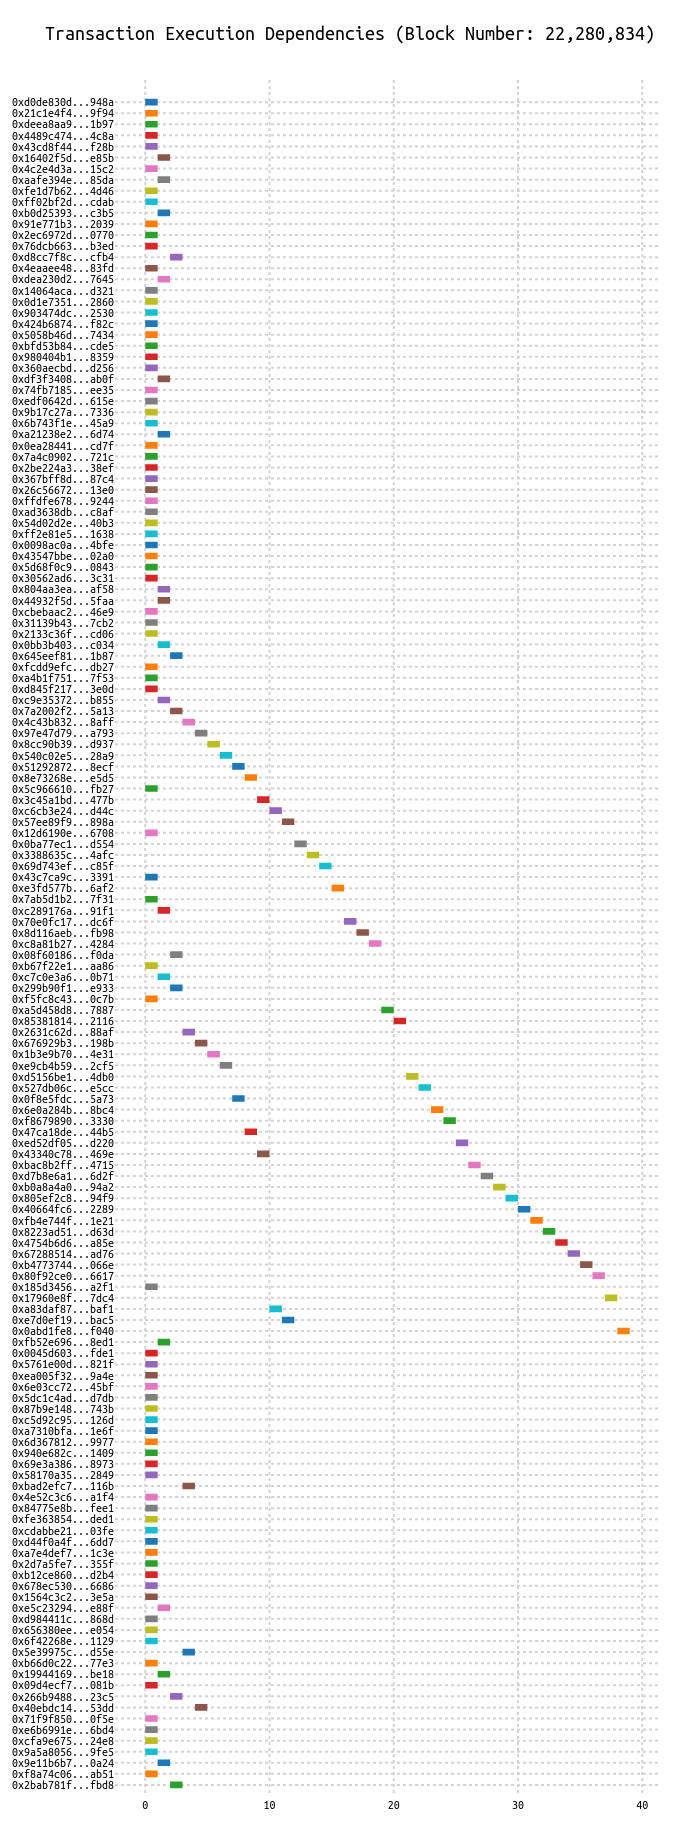 Transaction Execution Dependencies (Block Number: 22,280,834)
0xd0de830d...948a
0x21c1e4f4...9f94
0xdeea8aa9...1b97
0x4489c474...4c8a
0x43cd8f44...f28b
0x16402f5d...e85b
0x4c2e4d3a...15c2
0xaafe394e...85da
0xfe1d7b62...4d46
0xff02bf2d...cdab
0xb0d25393...c3b5
0x91e771b3...2039
0x2ec6972d...0770
0x76dcb663...b3ed
0xd8cc7f8c...cfb4
0x4eaaee48...83fd
0xdea230d2...7645
0x14064aca...d321
0x0d1e7351...2860
0x903474dc...2530
0x424b6874...f82c
0x5058b46d...7434
0xbfd53b84...cde5
0x980404b1...8359
0x360aecbd...d256
0xdf3f3408...ab0f
0x74fb7185...ee35
0xedf0642d...615e
0x9b17c27a...7336
0x6b743f1e...45a9
0xa21238e2...6d74
0x0ea28441...cd7f
0x7a4c0902...721c
0x2be224a3...38ef
0x367bff8d...87c4
0x26c56672...13e0
0xffdfe678...9244
0xad3638db...c8af
0x54d02d2e...40b3
0xff2e81e5...1638
0x0098ac0a...4bfe
0x43547bbe...02a0
0x5d68f0c9...0843
0x30562ad6...3c31
0x804aa3ea...af58
0x44932f5d...5faa
0xcbebaac2...46e9
0x31139b43...7cb2
0x2133c36f...cd06
0x0bb3b403...c034
0x645eef81...1b87
0xfcdd9efc...db27
0xa4b1f751...7f53
0xd845f217...3e0d
0xc9e35372...b855
0x7a2002f2...5a13
0x4c43b832...8aff
0x97e47d79...a793
0x8cc90b39...d937
0x540c02e5...28a9
0x51292872...8ecf
0x8e73268e...e5d5
0x5c966610...fb27
0x3c45a1bd...477b
0xc6cb3e24...d44c
0x57ee89f9...898a
0x12d6190e...6708
0x0ba77ec1...d554
0x3388635c...4afc
0x69d743ef...c85f
0x43c7ca9c...3391
0xe3fd577b...6af2
0x7ab5d1b2...7f31
0xc289176a...91f1
0x70e0fc17...dc6f
0x8d116aeb...fb98
0xc8a81b27...4284
0x08f60186...f0da
0xb67f22e1...aa86
0xc7c0e3a6...0b71
0x299b90f1...e933
0xf5fc8c43...0c7b
0xa5d458d8...7887
0x85381814...2116
0x2631c62d...88af
0x676929b3...198b
0x1b3e9b70...4e31
0xe9cb4b59...2cf5
0xd5156be1...4db0
0x527db06c...e5cc
0x0f8e5fdc...5a73
0x6e0a284b...8bc4
0xf8679890...3330
0x47ca18de...44b5
0xed52df05...d220
0x43340c78...469e
0xbac8b2ff...4715
0xd7b8e6a1...6d2f
0xb0a8a4a0...94a2
0x805ef2c8...94f9
0x40664fc6...2289
0xfb4e744f...1e21
0x8223ad51...d63d
0x4754b6d6...a85e
0x67288514...ad76
0xb4773744...066e
0x80f92ce0...6617
0x185d3456...a2f1
0x17960e8f...7dc4
0xa83daf87...baf1
0xe7d0ef19...bac5
0x0abd1fe8...f040
0xfb52e696...8ed1
0x0045d603...fde1
0x5761e00d...821f
0xea005f32...9a4e
0x6e03cc72...45bf
0x5dc1c4ad...d7db
0x87b9e148...743b
0xc5d92c95...126d
0xa7310bfa...1e6f
0x6d367812...9977
0x940e682c...1409
0x69e3a386...8973
0x58170a35...2849
0xbad2efc7...116b
0x4e52c3c6...a1f4
0x84775e8b...fee1
0xfe363854...ded1
0xcdabbe21...03fe
0xd44f0a4f...6dd7
0xa7e4def7...1c3e
0x2d7a5fe7...355f
0xb12ce860...d2b4
0x678ec530...6686
0x1564c3c2...3e5a
0xe5c23294...e88f
0xd984411c...868d
0x656380ee...e054
0x6f42268e...1129
0x5e39975c...d55e
0xb66d0c22...77e3
0x19944169...be18
0x09d4ecf7...081b
0x266b9488...23c5
0x40ebdc14...53dd
0x71f9f850...0f5e
0xe6b6991e...6bd4
0xcfa9e675...24e8
0x9a5a8056...9fe5
0x9e11b6b7...0a24
0xf8a74c06...ab51
0x2bab781f...fbd8
0 10 20 30 40